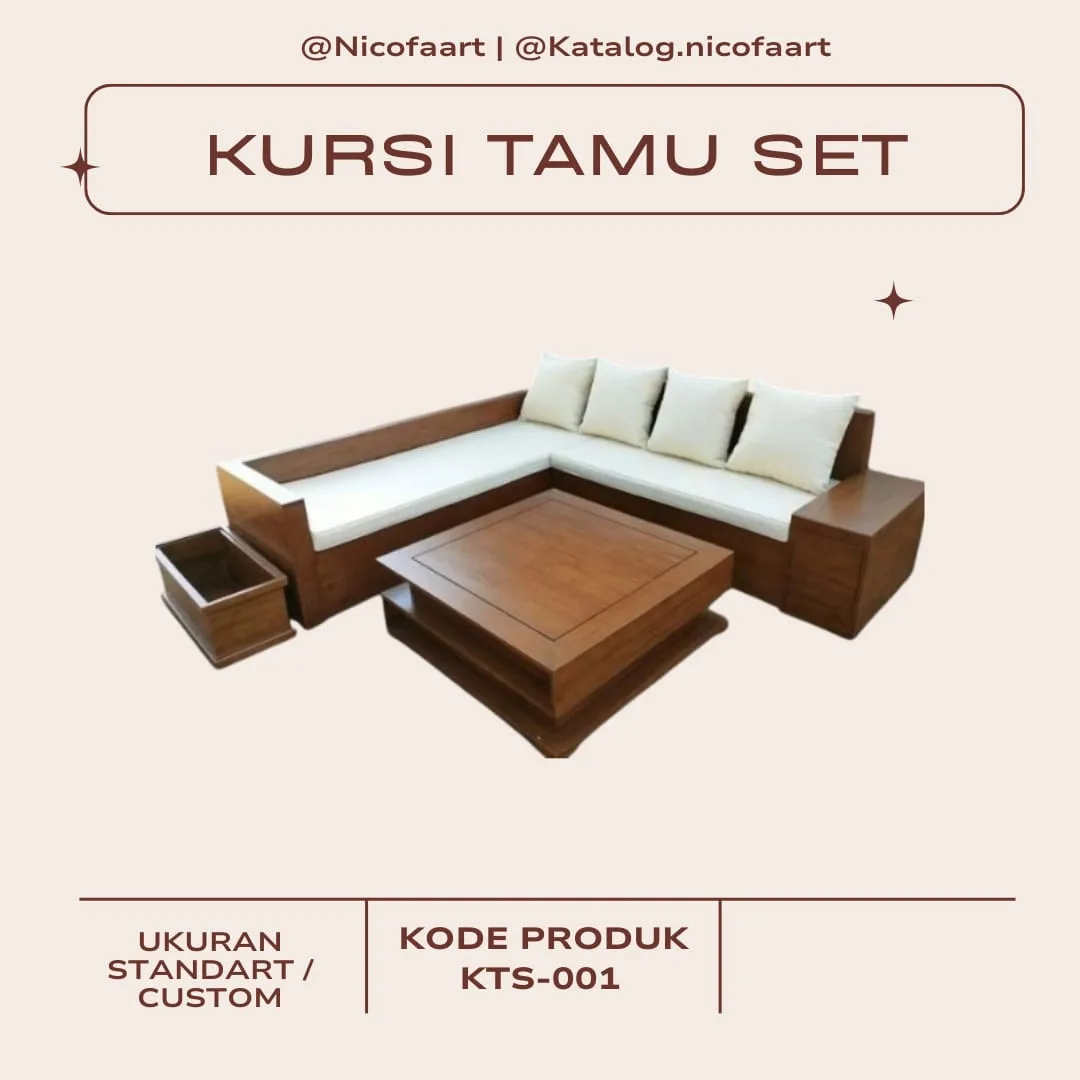 @Nicofaart | @Katalog.nicofaart
KURSI TAMU SET
UKURAN
STANDART /
CUSTOM
KODE PRODUK
KTS-001